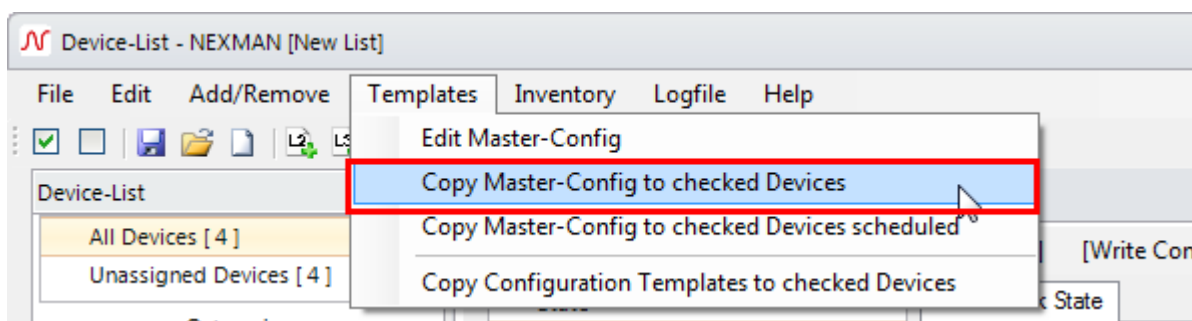 Device-List - NEXMAN [New List]
File Edit Add/Remove Templates Inventory Logfile Help
L2
Edit Master-Config
Device-List
Copy Master-Config to checked Devices
All Devices [ 4 ]
Copy Master-Config to checked Devices scheduled
[Write Con
Unassigned Devices [ 4 ]
Copy Configuration Templates to checked Devices
State